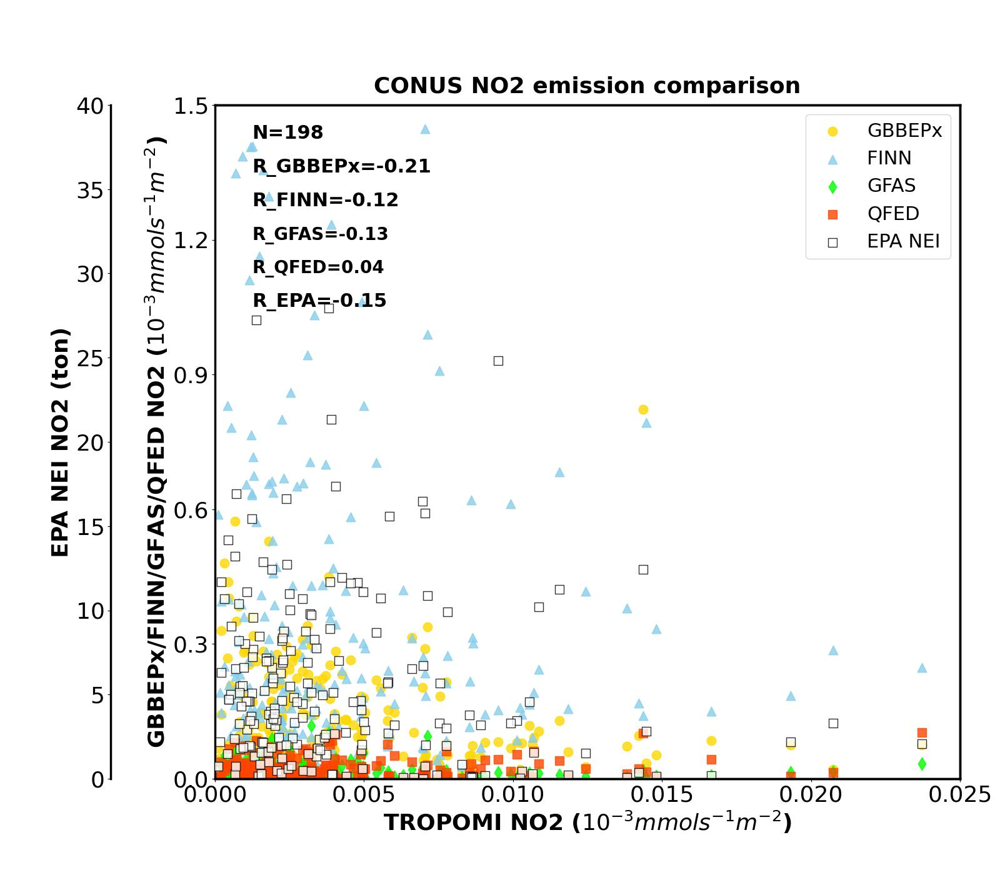 CONUS NO2 emission comparison
EPA NEI NO2 (ton)
40
35
30
25
20
15
10
5
0
GBBEPx/FINN/GFAS/QFED NO2 (10⁻³mmols⁻¹m⁻²)
1.5
1.2
0.9
0.6
0.3
0.0
N=198
R_GBBEPx=-0.21
R_FINN=-0.12
R_GFAS=-0.13
R_QFED=0.04
R_EPA=-0.15
GBBEPx
FINN
GFAS
QFED
EPA NEI
0.000 0.005 0.010 0.015 0.020 0.025
TROPOMI NO2 (10⁻³mmols⁻¹m⁻²)